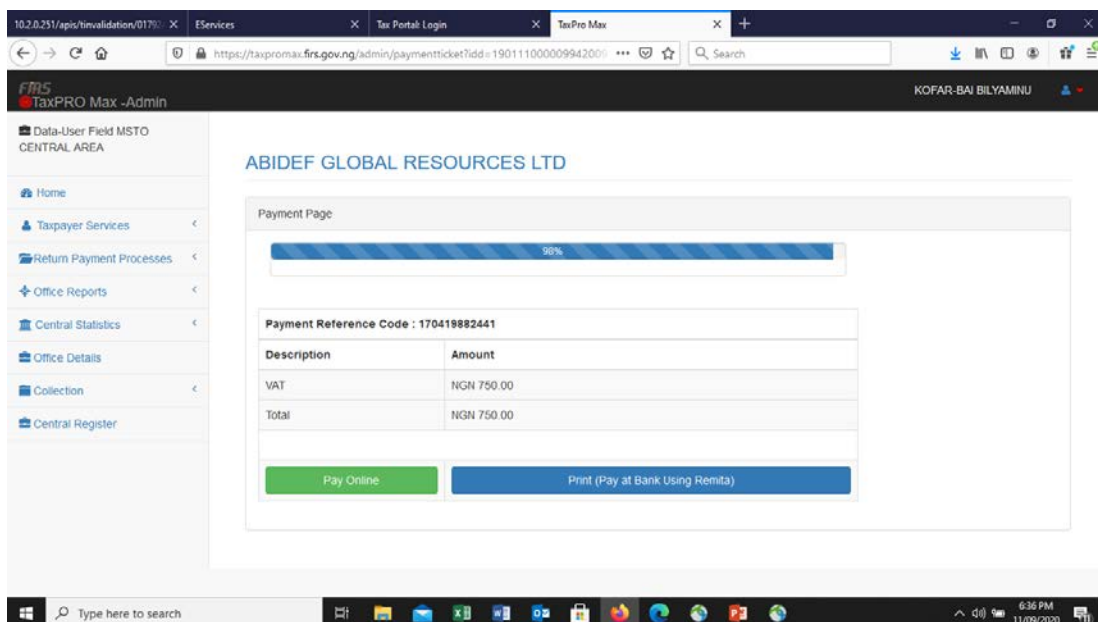 10.2.0.251/apis/tinvalidation/0179
EServices
Tax Portal: Login
TaxPro Max
https://taxpromax.firs.gov.ng/admin/paymentticket?idd=190111000009942009
Search
FIRS
TaxPRO Max -Admin
KOFAR-BAI BILYAMINU
Data-User Field MSTO
CENTRAL AREA
Home
Taxpayer Services
Return Payment Processes
Office Reports
Central Statistics
Office Details
Collection
Central Register
ABIDEF GLOBAL RESOURCES LTD
Payment Page
98%
Payment Reference Code : 170419882441
Description Amount
VAT NGN 750.00
Total NGN 750.00
Pay Online Print (Pay at Bank Using Remita)
Type here to search
6:36 PM
11/09/2020